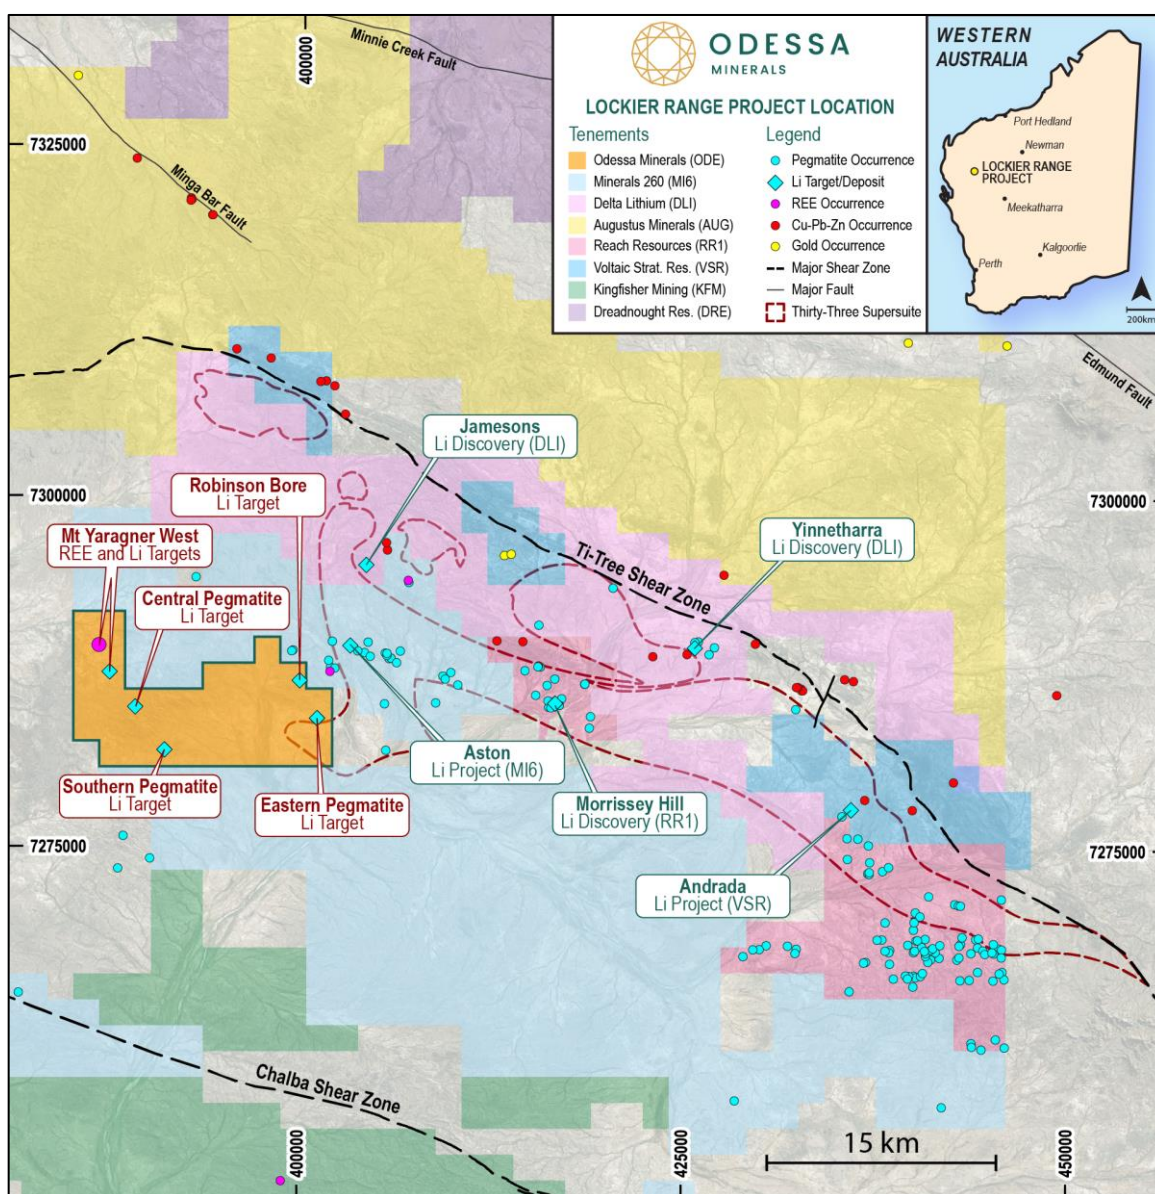 ODESSA
MINERALS
LOCKIER RANGE PROJECT LOCATION
Tenements
Odessa Minerals (ODE)
Minerals 260 (MI6)
Delta Lithium (DLI)
Augustus Minerals (AUG)
Reach Resources (RR1)
Voltaic Strat. Res. (VSR)
Kingfisher Mining (KFM)
Dreadnought Res. (DRE)
Legend
Pegmatite Occurrence
Li Target/Deposit
REE Occurrence
Cu-Pb-Zn Occurrence
Gold Occurrence
Major Shear Zone
Major Fault
Thirty-Three Supersuite
WESTERN
AUSTRALIA
Port Hedland
Newman
LOCKIER RANGE
PROJECT
Meekatharra
Kalgoorlie
Perth
200km
400000
Minnie Creek Fault
7325000
Minga Bar Fault
Edmund Fault
Jamesons
Li Discovery (DLI)
Robinson Bore
Li Target
7300000
7300000
Mt Yaragner West
REE and Li Targets
Yinnetharra
Li Discovery (DLI)
Ti-Tree Shear Zone
Central Pegmatite
Li Target
Aston
Li Project (MI6)
Southern Pegmatite
Li Target
Eastern Pegmatite
Li Target
Morrissey Hill
Li Discovery (RR1)
7275000
7275000
Andrada
Li Project (VSR)
Chalba Shear Zone
15 km
400000
425000
4500000